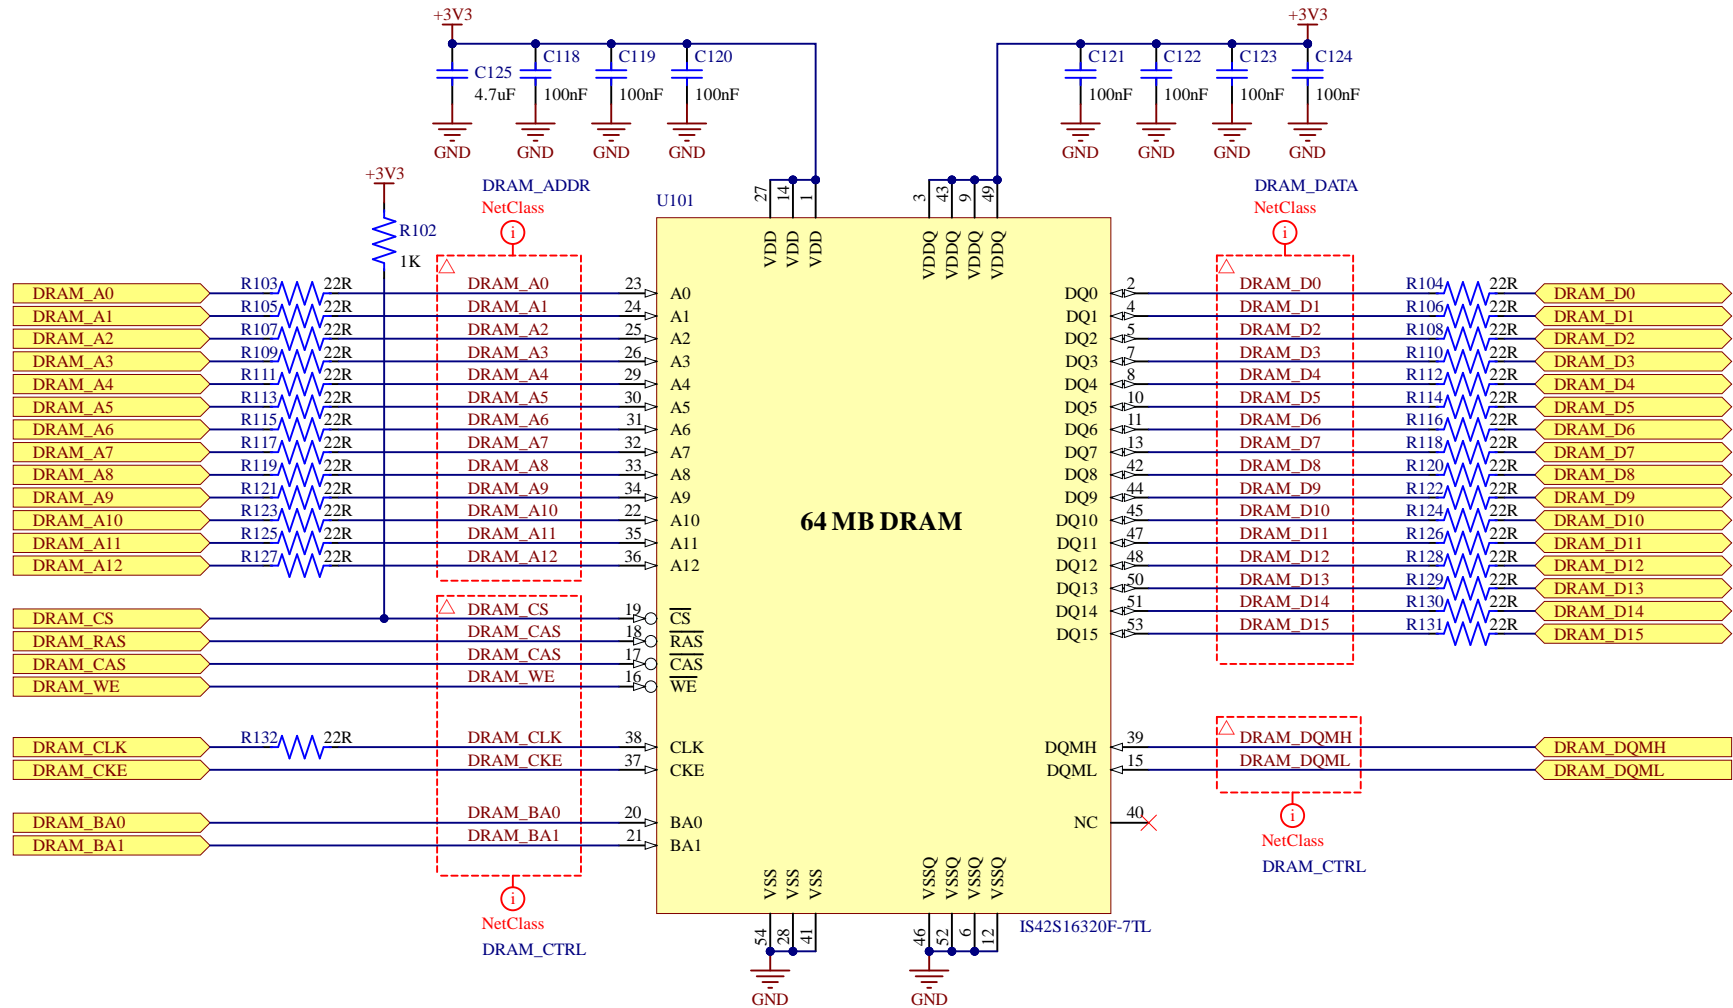 +3V3
+3V3
C125
4.7uF
C118
100nF
C119
100nF
C120
100nF
C121
100nF
C122
100nF
C123
100nF
C124
100nF
GND
GND
GND
GND
GND
GND
GND
GND
+3V3
R102
1K
DRAM_ADDR
NetClass
i
U101
27
14
1
3
43
9
49
VDD
VDD
VDD
VDDQ
VDDQ
VDDQ
VDDQ
DRAM_DATA
NetClass
i
DRAM_A0 R103 22R DRAM_A0 23 A0
DRAM_A1 R105 22R DRAM_A1 24 A1
DRAM_A2 R107 22R DRAM_A2 25 A2
DRAM_A3 R109 22R DRAM_A3 26 A3
DRAM_A4 R111 22R DRAM_A4 29 A4
DRAM_A5 R113 22R DRAM_A5 30 A5
DRAM_A6 R115 22R DRAM_A6 31 A6
DRAM_A7 R117 22R DRAM_A7 32 A7
DRAM_A8 R119 22R DRAM_A8 33 A8
DRAM_A9 R121 22R DRAM_A9 34 A9
DRAM_A10 R123 22R DRAM_A10 22 A10
DRAM_A11 R125 22R DRAM_A11 35 A11
DRAM_A12 R127 22R DRAM_A12 36 A12
DRAM_CS DRAM_CS 19 CS
DRAM_RAS DRAM_CAS 18 RAS
DRAM_CAS DRAM_CAS 17 CAS
DRAM_WE DRAM_WE 16 WE
DRAM_CLK R132 22R DRAM_CLK 38 CLK
DRAM_CKE DRAM_CKE 37 CKE
DRAM_BA0 DRAM_BA0 20 BA0
DRAM_BA1 DRAM_BA1 21 BA1
i
NetClass
DRAM_CTRL
64 MB DRAM
DQ0 2 DRAM_D0 R104 22R DRAM_D0
DQ1 4 DRAM_D1 R106 22R DRAM_D1
DQ2 5 DRAM_D2 R108 22R DRAM_D2
DQ3 7 DRAM_D3 R110 22R DRAM_D3
DQ4 8 DRAM_D4 R112 22R DRAM_D4
DQ5 10 DRAM_D5 R114 22R DRAM_D5
DQ6 11 DRAM_D6 R116 22R DRAM_D6
DQ7 13 DRAM_D7 R118 22R DRAM_D7
DQ8 42 DRAM_D8 R120 22R DRAM_D8
DQ9 44 DRAM_D9 R122 22R DRAM_D9
DQ10 45 DRAM_D10 R124 22R DRAM_D10
DQ11 47 DRAM_D11 R126 22R DRAM_D11
DQ12 48 DRAM_D12 R128 22R DRAM_D12
DQ13 50 DRAM_D13 R129 22R DRAM_D13
DQ14 51 DRAM_D14 R130 22R DRAM_D14
DQ15 53 DRAM_D15 R131 22R DRAM_D15
DQMH 39 DRAM_DQMH DRAM_DQMH
DQML 15 DRAM_DQML DRAM_DQML
NC 40
i
NetClass
DRAM_CTRL
VSS
VSS
VSS
VSSQ
VSSQ
VSSQ
VSSQ
54
28
41
46
52
6
12
IS42S16320F-7TL
GND
GND